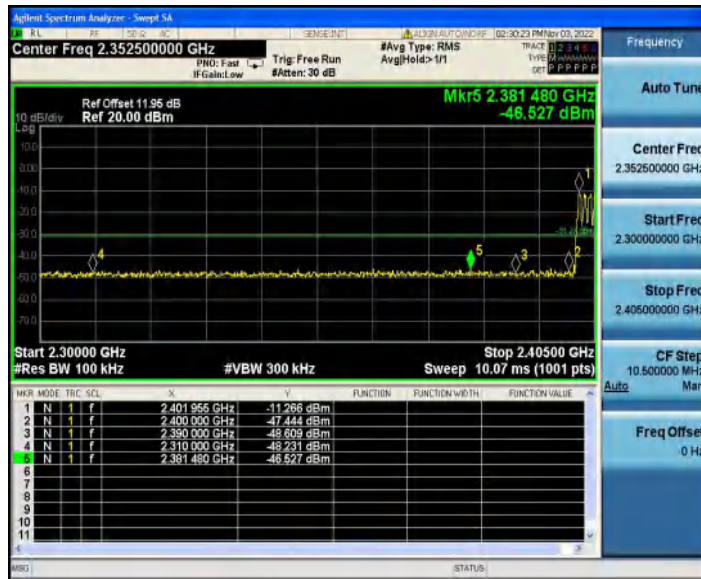 Agilent Spectrum Analyzer - Swept SA
RL RF 50 Ω AC SENSE:INT ALIGN AUTO/NO RF 02:30:23 PM Nov 03, 2022
Center Freq 2.352500000 GHz
#Avg Type: RMS
TRACE 1 2 3 4 5 6
PNO: Fast Trig: Free Run Avg|Hold:>1/1
TYPE
IFGain:Low #Atten: 30 dB
DET P P P P P P
Frequency
Auto Tune
Ref Offset 11.95 dB
Mkr5 2.381 480 GHz
10 dB/div Ref 20.00 dBm
-46.527 dBm
Log
10.0
0.00
-10.0
-20.0
-30.0
-40.0
-50.0
-60.0
-70.0
1
2
3
4
5
Center Freq
2.352500000 GHz
Start Freq
2.300000000 GHz
Stop Freq
2.405000000 GHz
Start 2.30000 GHz Stop 2.40500 GHz
#Res BW 100 kHz #VBW 300 kHz Sweep 10.07 ms (1001 pts)
CF Step
10.500000 MHz
Auto Man
MKR MODE TRC SCL X Y FUNCTION FUNCTION WIDTH FUNCTION VALUE
1 N 1 f 2.401 955 GHz -11.266 dBm
2 N 1 f 2.400 000 GHz -47.444 dBm
3 N 1 f 2.390 000 GHz -48.609 dBm
4 N 1 f 2.310 000 GHz -48.231 dBm
5 N 1 f 2.381 480 GHz -46.527 dBm
6
7
8
9
10
11
Freq Offset
0 Hz
MSG STATUS